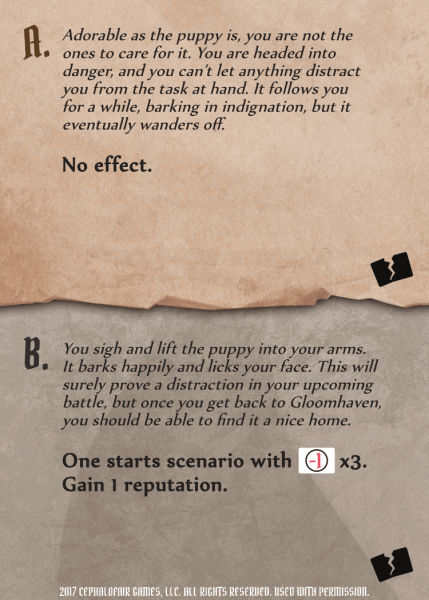 A. Adorable as the puppy is, you are not the
ones to care for it. You are headed into
danger, and you can't let anything distract
you from the task at hand. It follows you
for a while, barking in indignation, but it
eventually wanders off.
No effect.
B. You sigh and lift the puppy into your arms.
It barks happily and licks your face. This will
surely prove a distraction in your upcoming
battle, but once you get back to Gloomhaven,
you should be able to find it a nice home.
One starts scenario with -1 x3.
Gain 1 reputation.
2017 CEPHALOFAIR GAMES, LLC. ALL RIGHTS RESERVED. USED WITH PERMISSION.